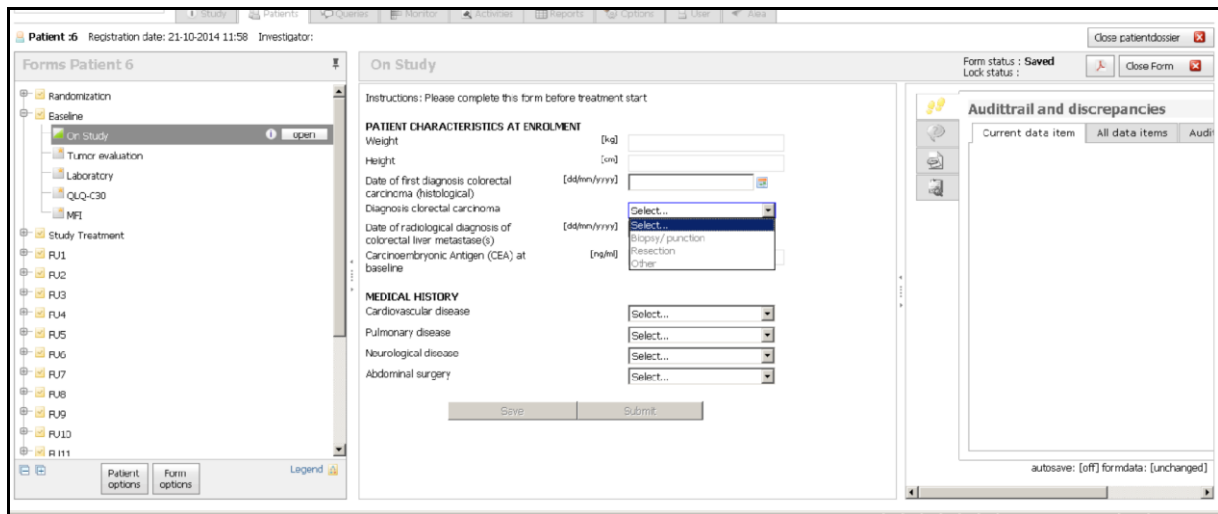 Study Patients Queries Monitor Activities Reports Options User Area
Patient :6 Registration date: 21-10-2014 11:58 Investigator:
Close patientdossier
Forms Patient 6
On Study
Form status : Saved
Lock status :
Close Form
Randomization
Baseline
On Study open
Tumor evaluation
Laboratory
QLQ-C30
MFI
Study Treatment
FU1
FU2
FU3
FU4
FU5
FU6
FU7
FU8
FU9
FU10
FU11
Patient options
Form options
Legend
Instructions: Please complete this form before treatment start
PATIENT CHARACTERISTICS AT ENROLMENT
Weight [kg]
Height [cm]
Date of first diagnosis colorectal [dd/mm/yyyy]
carcinoma (histological)
Diagnosis clorectal carcinoma Select...
Select...
Biopsy/ punction
Resection
Other
Date of radiological diagnosis of [dd/mm/yyyy]
colorectal liver metastase(s)
Carcinoembryonic Antigen (CEA) at [ng/ml]
baseline
MEDICAL HISTORY
Cardiovascular disease Select...
Pulmonary disease Select...
Neurological disease Select...
Abdominal surgery Select...
Save Submit
Audittrail and discrepancies
Current data item All data items Audit
autosave: [off] formdata: [unchanged]